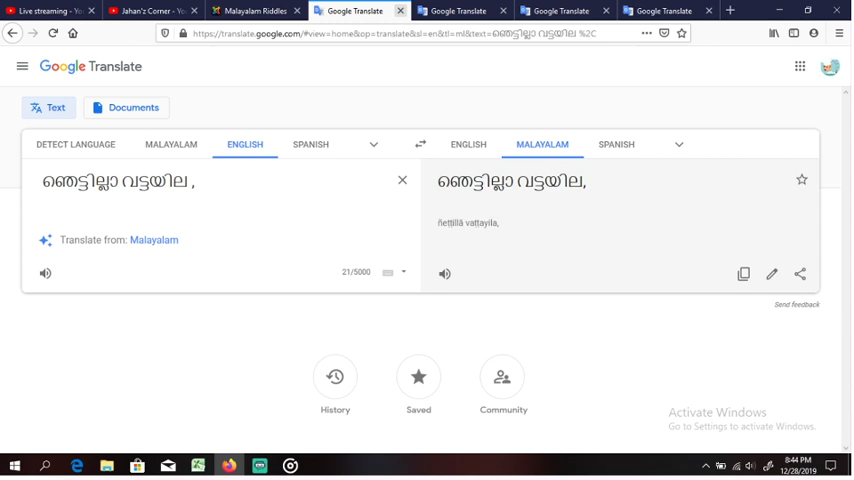 Live streaming - Yo
Jahan'z Corner - Yo
Malayalam Riddles
Google Translate
Google Translate
Google Translate
Google Translate
https://translate.google.com/#view=home&op=translate&sl=en&tl=ml&text=ഞെട്ടില്ലാ വട്ടയില %2C
Google Translate
Text
Documents
DETECT LANGUAGE MALAYALAM ENGLISH SPANISH
ENGLISH MALAYALAM SPANISH
ഞെട്ടില്ലാ വട്ടയില ,
ഞെട്ടില്ലാ വട്ടയില,
ñeṭṭillā vaṭṭayila,
Translate from: Malayalam
21/5000
Send feedback
History
Saved
Community
Activate Windows
Go to Settings to activate Windows.
8:44 PM
12/28/2019